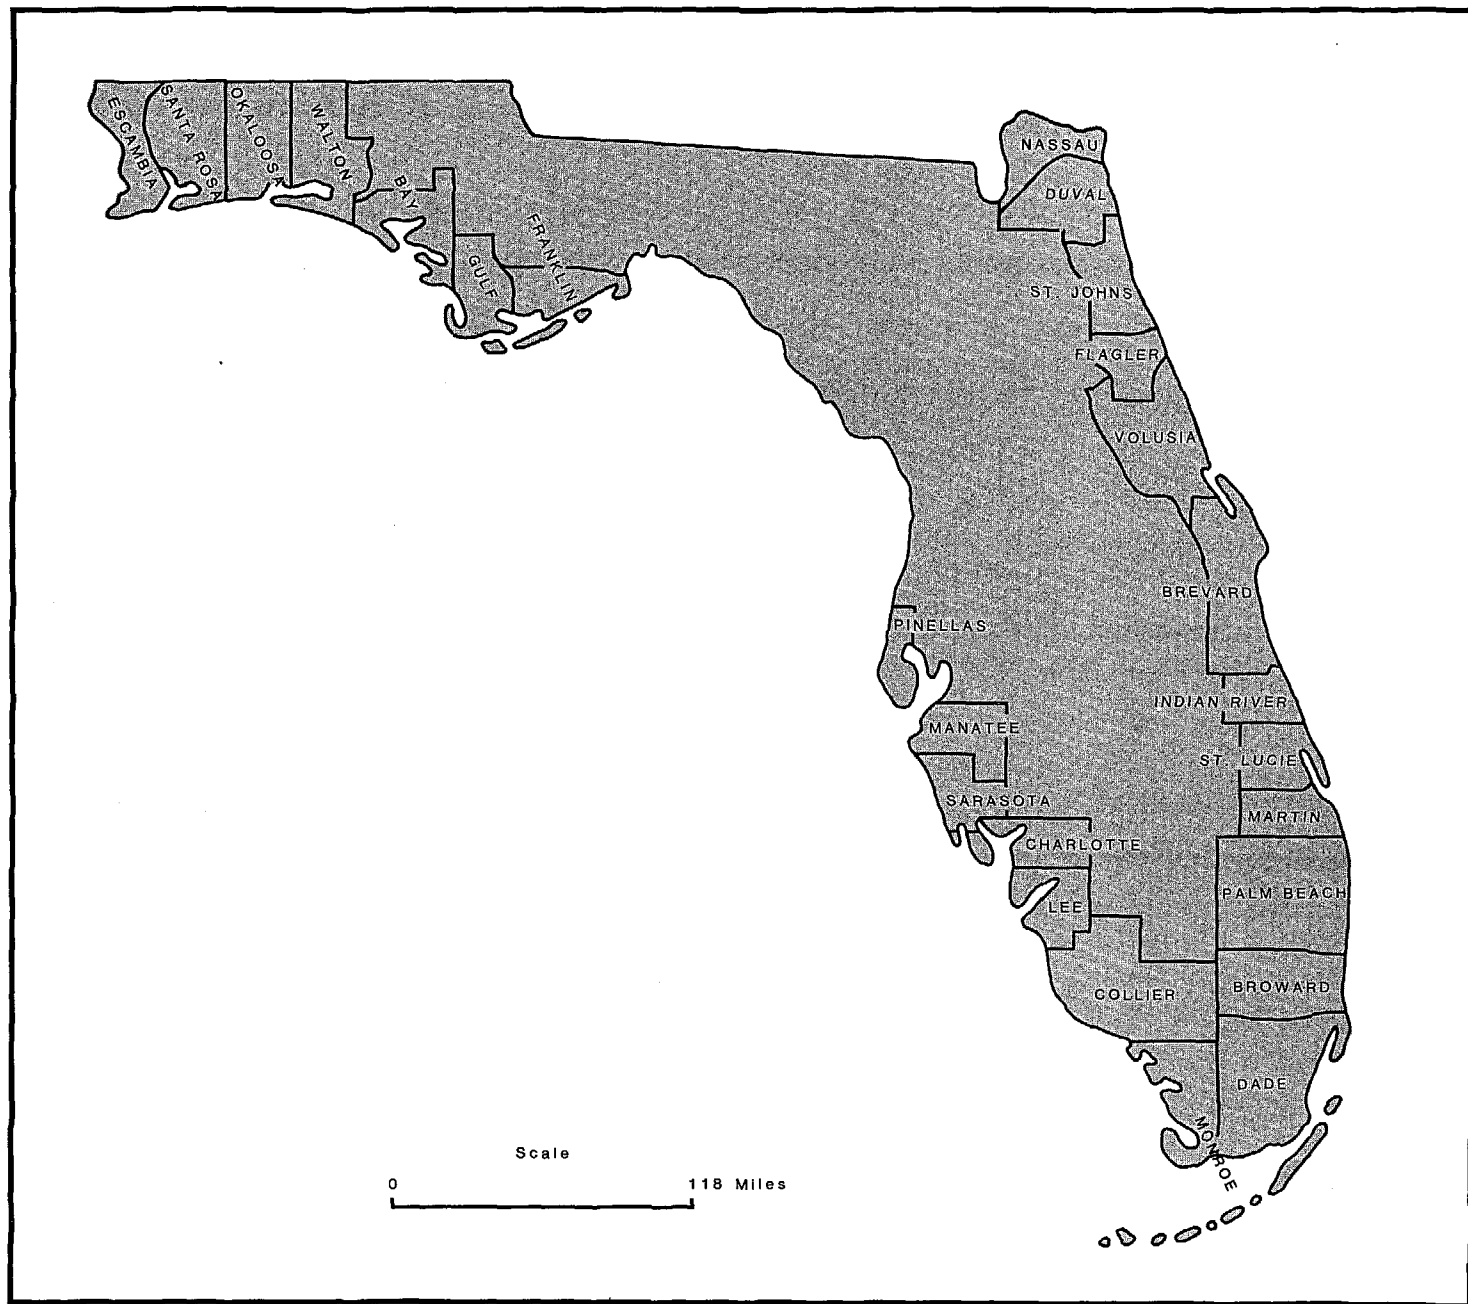 ESCAMBIA
SANTA ROSA
OKALOOSA
WALTON
BAY
GULF
FRANKLIN
NASSAU
DUVAL
ST. JOHNS
FLAGLER
VOLUSIA
BREVARD
PINELLAS
INDIAN RIVER
MANATEE
ST. LUCIE
SARASOTA
MARTIN
CHARLOTTE
PALM BEACH
LEE
BROWARD
COLLIER
DADE
MONROE
Scale
0 118 Miles